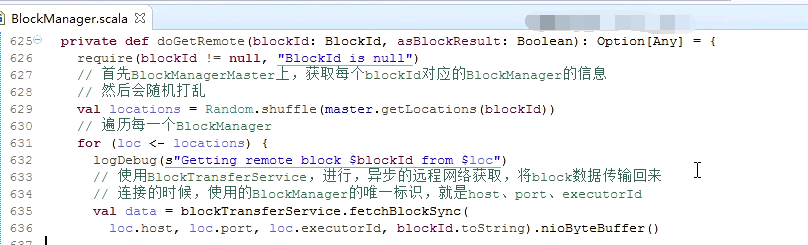 BlockManager.scala
625 private def doGetRemote(blockId: BlockId, asBlockResult: Boolean): Option[Any] = {
626 require(blockId != null, "BlockId is null")
627 // 首先BlockManagerMaster上，获取每个blockId对应的BlockManager的信息
628 // 然后会随机打乱
629 val locations = Random.shuffle(master.getLocations(blockId))
630 // 遍历每一个BlockManager
631 for (loc <- locations) {
632 logDebug(s"Getting remote block $blockId from $loc")
633 // 使用BlockTransferService，进行，异步的远程网络获取，将block数据传输回来
634 // 连接的时候，使用的BlockManager的唯一标识，就是host、port、executorId
635 val data = blockTransferService.fetchBlockSync(
636 loc.host, loc.port, loc.executorId, blockId.toString).nioByteBuffer()
637